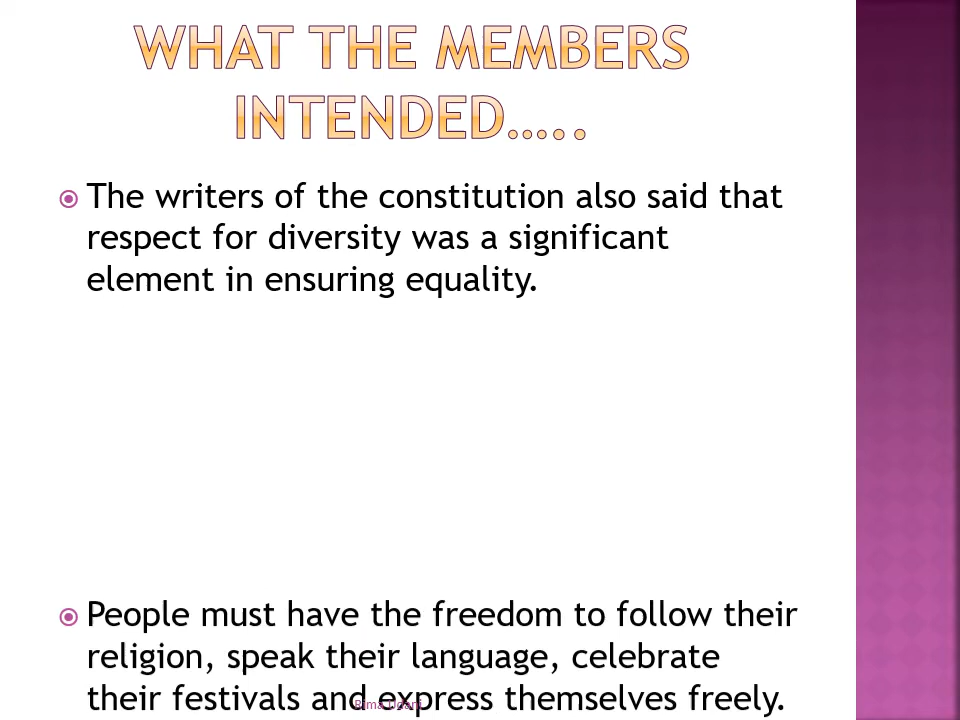 WHAT THE MEMBERS
INTENDED…..
The writers of the constitution also said that
respect for diversity was a significant
element in ensuring equality.
People must have the freedom to follow their
religion, speak their language, celebrate
their festivals and express themselves freely.
Rima Udani